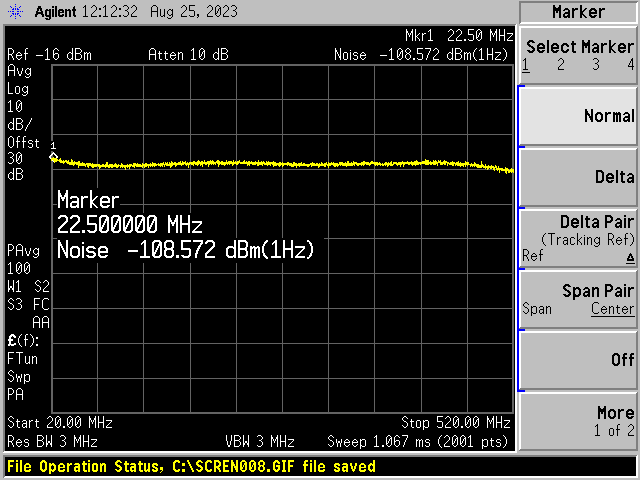 Agilent 12:12:32 Aug 25, 2023
Marker
Mkr1 22.50 MHz
Ref -16 dBm Atten 10 dB Noise -108.572 dBm(1Hz)
Avg
Log
10
dB/
Offst
30
dB
1
Marker
22.500000 MHz
Noise -108.572 dBm(1Hz)
PAvg
100
W1 S2
S3 FC
AA
£(f):
FTun
Swp
PA
Start 20.00 MHz Stop 520.00 MHz
Res BW 3 MHz VBW 3 MHz Sweep 1.067 ms (2001 pts)
File Operation Status, C:\SCREN008.GIF file saved
Select Marker
1 2 3 4
Normal
Delta
Delta Pair
(Tracking Ref)
Ref Δ
Span Pair
Span Center
Off
More
1 of 2